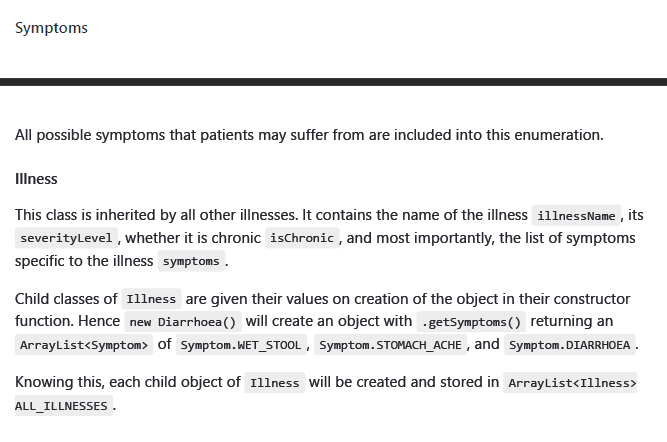 Symptoms
All possible symptoms that patients may suffer from are included into this enumeration.
Illness
This class is inherited by all other illnesses. It contains the name of the illness illnessName , its
severityLevel , whether it is chronic isChronic , and most importantly, the list of symptoms
specific to the illness symptoms .
Child classes of Illness are given their values on creation of the object in their constructor
function. Hence new Diarrhoea() will create an object with .getSymptoms() returning an
ArrayList<Symptom> of Symptom.WET_STOOL , Symptom.STOMACH_ACHE , and Symptom.DIARRHOEA .
Knowing this, each child object of Illness will be created and stored in ArrayList<Illness>
ALL_ILLNESSES .